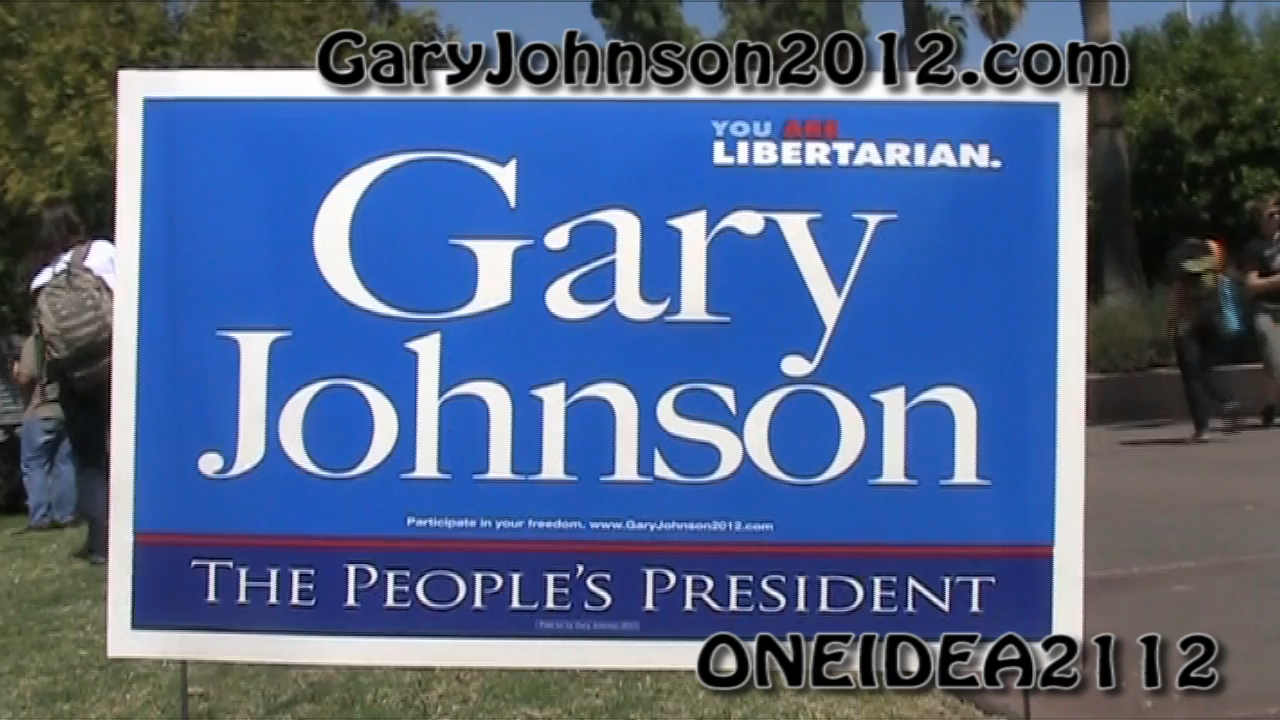 GaryJohnson2012.com
YOU ARE
LIBERTARIAN.
Gary
Johnson
Participate in your freedom. www.GaryJohnson2012.com
THE PEOPLE'S PRESIDENT
ONEIDEA2112